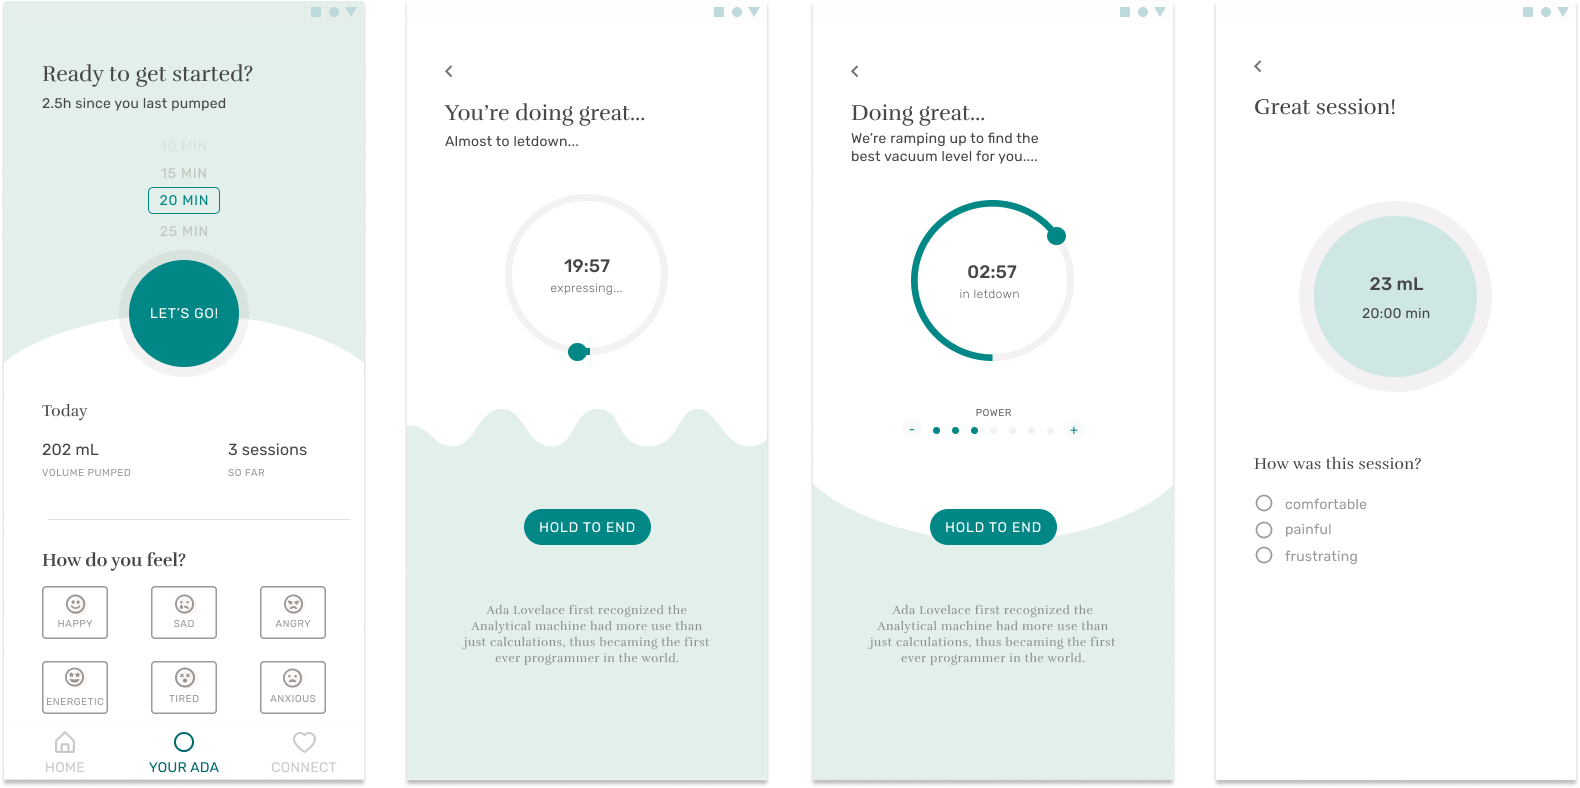 Ready to get started?
2.5h since you last pumped
10 MIN
15 MIN
20 MIN
25 MIN
LET'S GO!
Today
202 mL
3 sessions
VOLUME PUMPED
SO FAR
How do you feel?
HAPPY
SAD
ANGRY
ENERGETIC
TIRED
ANXIOUS
HOME
YOUR ADA
CONNECT
You're doing great...
Almost to letdown...
19:57
expressing...
HOLD TO END
Ada Lovelace first recognized the
Analytical machine had more use than
just calculations, thus becaming the first
ever programmer in the world.
Doing great...
We're ramping up to find the
best vacuum level for you....
02:57
in letdown
POWER
- +
HOLD TO END
Ada Lovelace first recognized the
Analytical machine had more use than
just calculations, thus becaming the first
ever programmer in the world.
Great session!
23 mL
20:00 min
How was this session?
comfortable
painful
frustrating